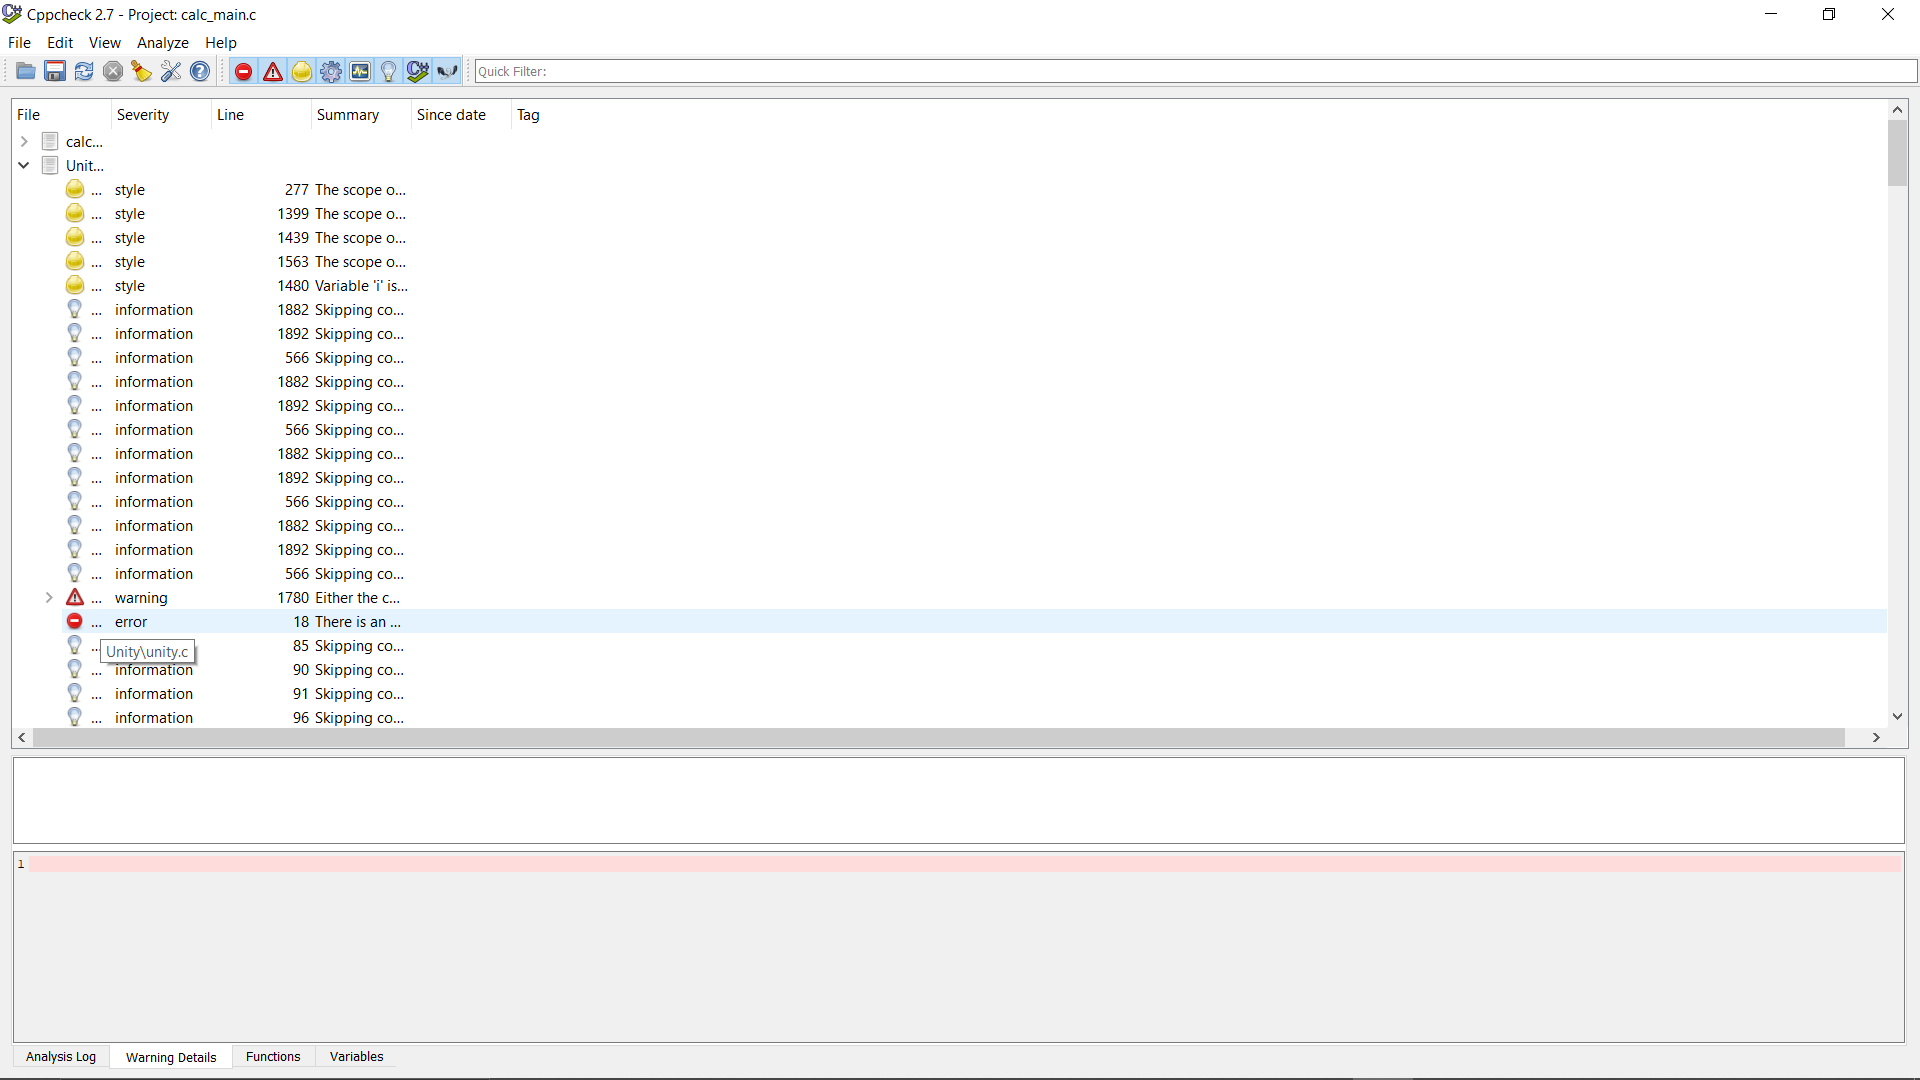 Cppcheck 2.7 - Project: calc_main.c
File Edit View Analyze Help
Quick Filter:
File Severity Line Summary Since date Tag
calc...
Unit...
... style 277 The scope o...
... style 1399 The scope o...
... style 1439 The scope o...
... style 1563 The scope o...
... style 1480 Variable 'i' is...
... information 1882 Skipping co...
... information 1892 Skipping co...
... information 566 Skipping co...
... information 1882 Skipping co...
... information 1892 Skipping co...
... information 566 Skipping co...
... information 1882 Skipping co...
... information 1892 Skipping co...
... information 566 Skipping co...
... information 1882 Skipping co...
... information 1892 Skipping co...
... information 566 Skipping co...
... warning 1780 Either the c...
... error 18 There is an ...
... 85 Skipping co...
Unity\unity.c
... information 90 Skipping co...
... information 91 Skipping co...
... information 96 Skipping co...
1
Analysis Log Warning Details Functions Variables